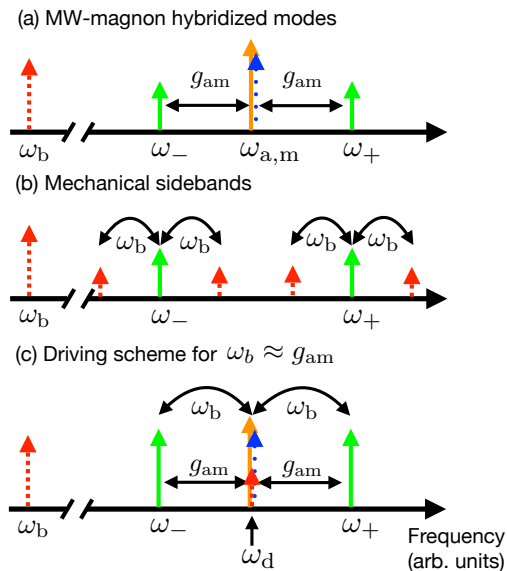 (a) MW-magnon hybridized modes
g_am g_am
ω_b ω_− ω_a,m ω_+
(b) Mechanical sidebands
ω_b ω_b ω_b ω_b
ω_b ω_− ω_+
(c) Driving scheme for ω_b ≈ g_am
ω_b ω_b
g_am g_am
ω_b ω_− ω_+ Frequency
ω_d (arb. units)